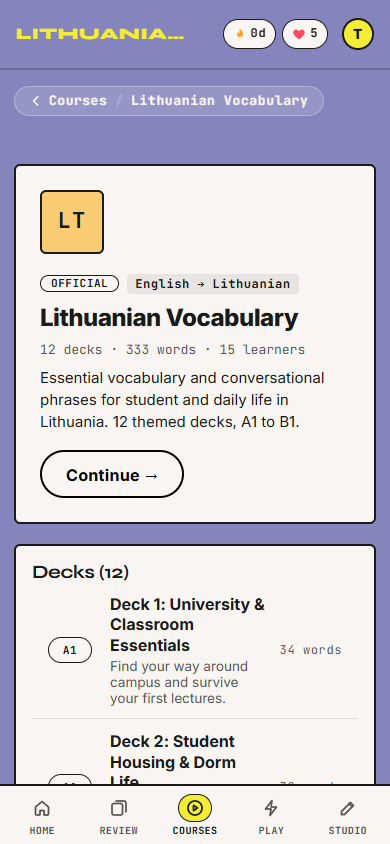 LITHUANIA...
0d
5
T
Courses / Lithuanian Vocabulary
LT
OFFICIAL
English → Lithuanian
Lithuanian Vocabulary
12 decks · 333 words · 15 learners
Essential vocabulary and conversational
phrases for student and daily life in
Lithuania. 12 themed decks, A1 to B1.
Continue →
Decks (12)
A1
Deck 1: University &
Classroom
Essentials
Find your way around
campus and survive
your first lectures.
34 words
Deck 2: Student
Housing & Dorm
Life
HOME
REVIEW
COURSES
PLAY
STUDIO